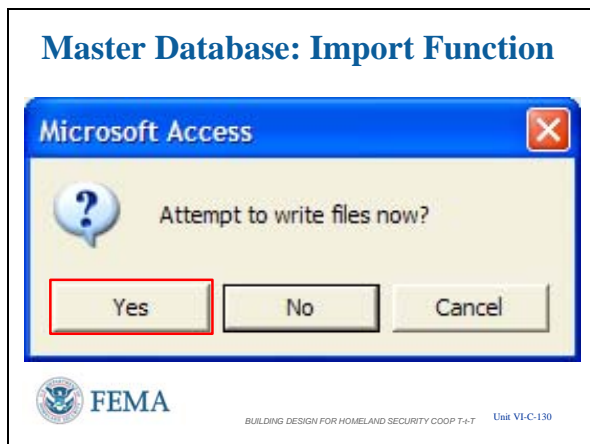 Master Database: Import Function
Microsoft Access
Attempt to write files now?
Yes No Cancel
FEMA
BUILDING DESIGN FOR HOMELAND SECURITY COOP T-t-T Unit VI-C-130